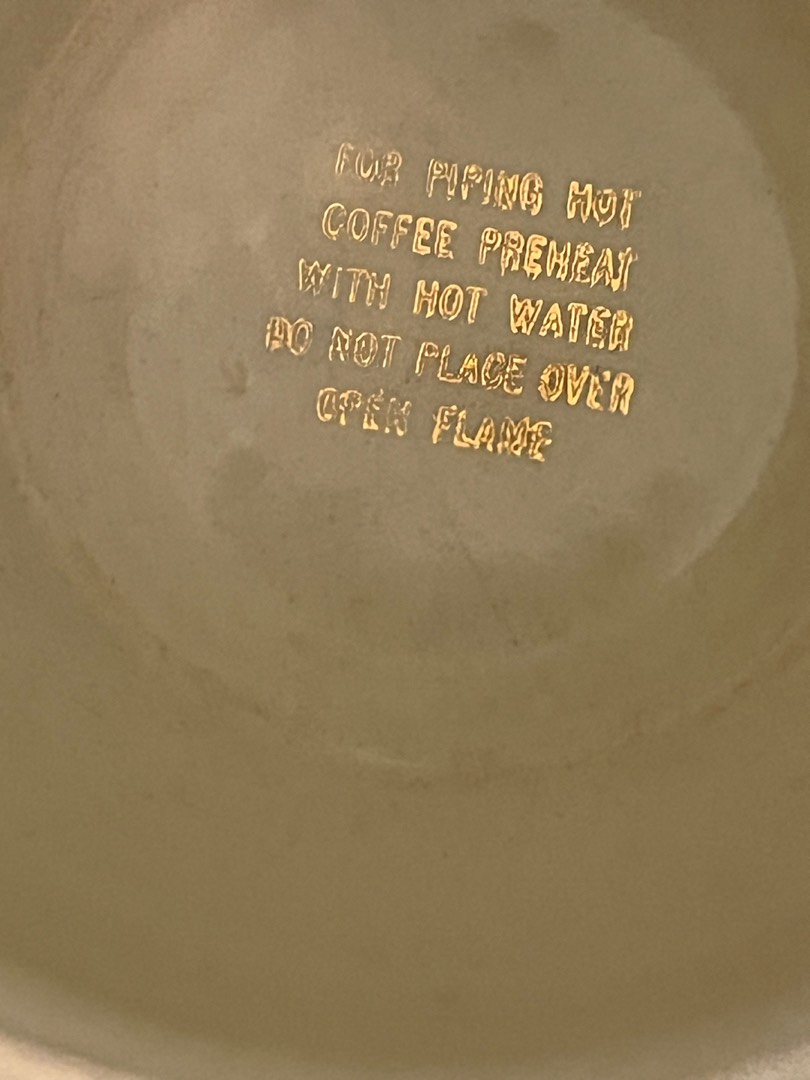 FOR PIPING HOT
COFFEE PREHEAT
WITH HOT WATER
DO NOT PLACE OVER
OPEN FLAME